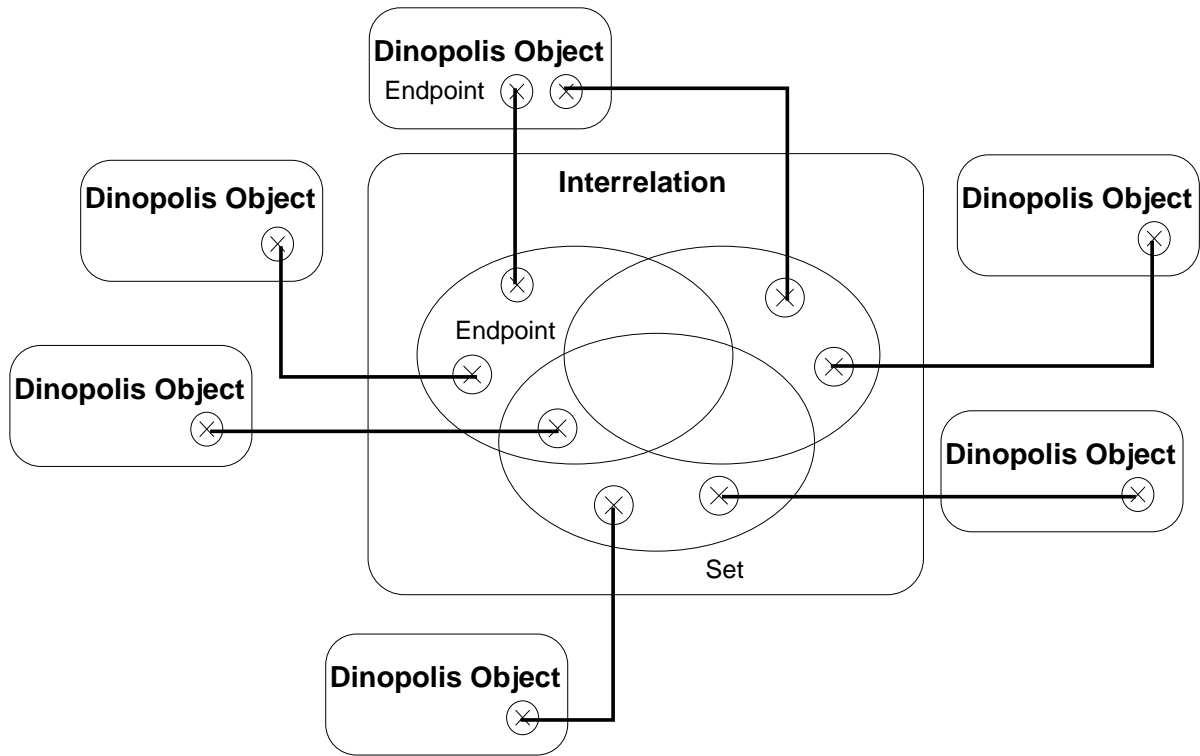 Dinopolis Object
Endpoint
Interrelation
Dinopolis Object
Dinopolis Object
Endpoint
Dinopolis Object
Dinopolis Object
Set
Dinopolis Object